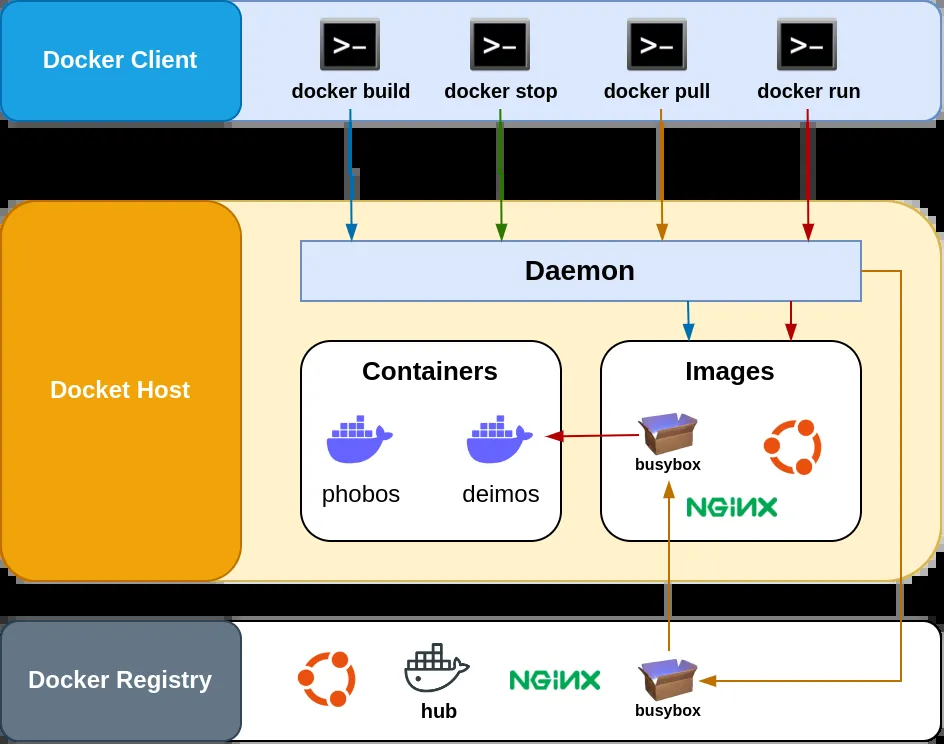 Docker Client
>_
>_
>_
>_
docker build
docker stop
docker pull
docker run
Docket Host
Daemon
Containers
Images
phobos
deimos
busybox
NGiNX
Docker Registry
hub
NGiNX
busybox